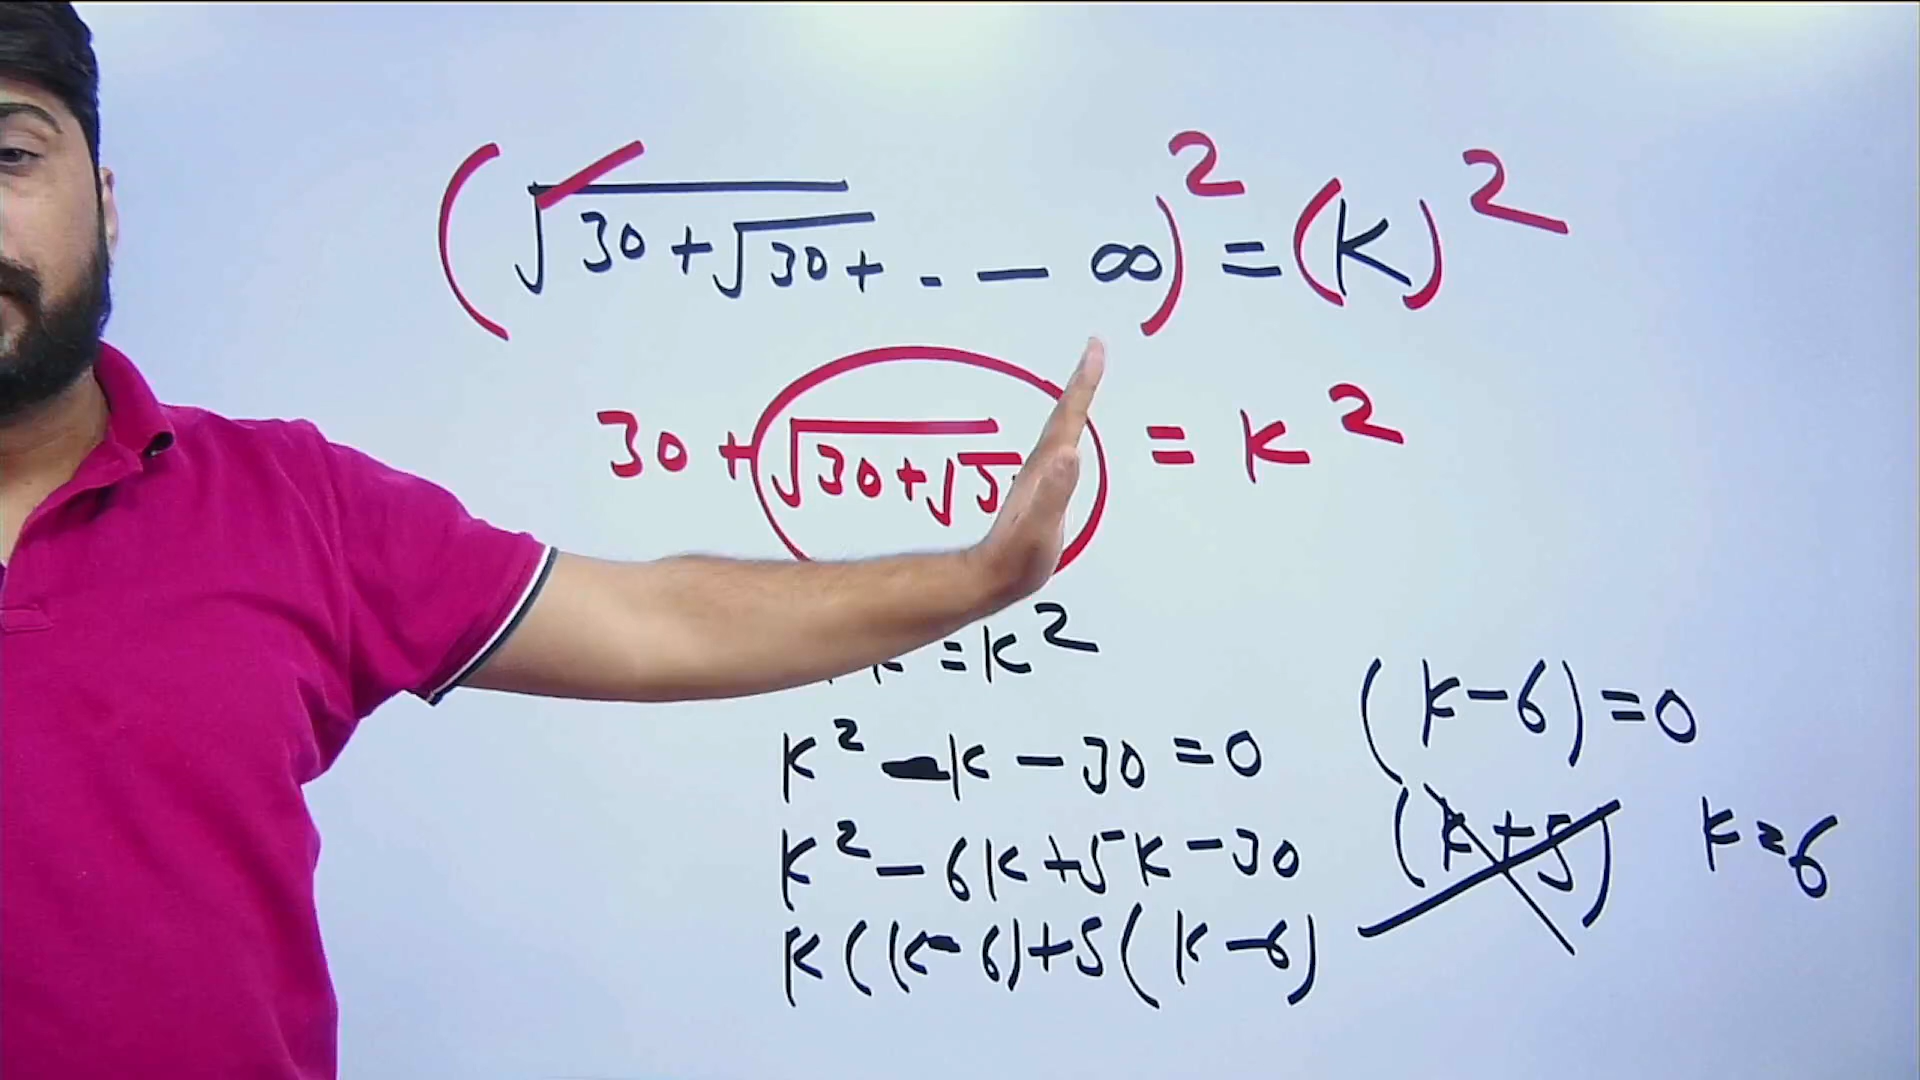 (√30+√30+ . - - ∞)² = (K)²
30+√30+√3 = K²
K = K²
K² - K - 30 = 0
K² - 6K + 5K - 30
K(K-6)+5(K-6)
(K-6)=0
(K+5)
K=6